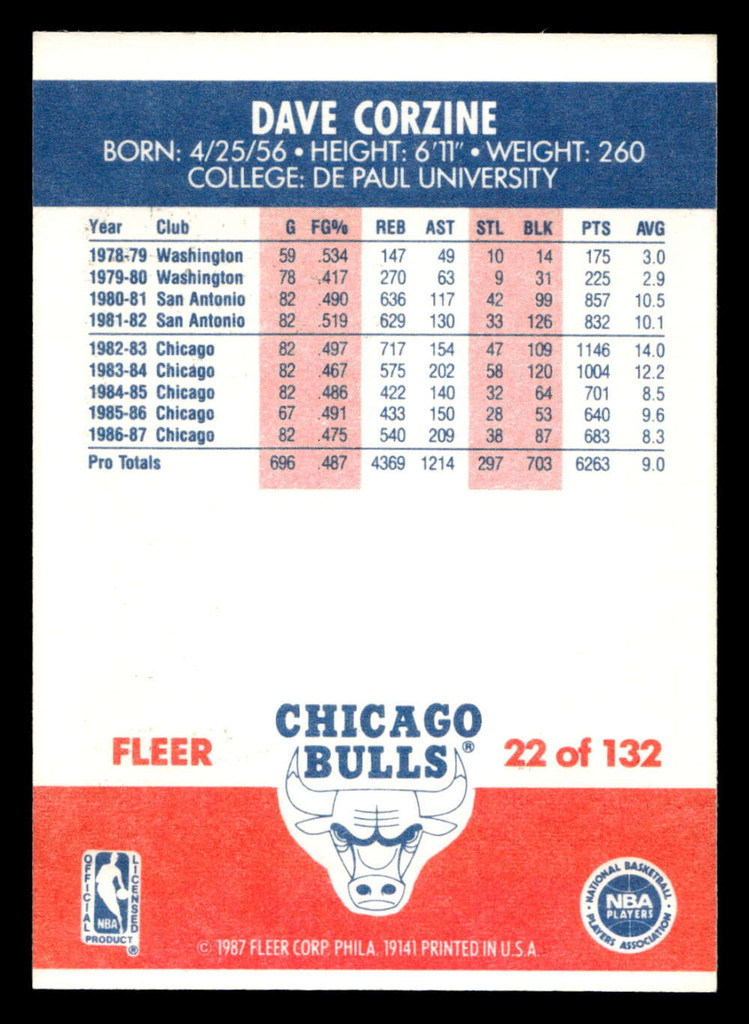 DAVE CORZINE
BORN: 4/25/56 • HEIGHT: 6'11" • WEIGHT: 260
COLLEGE: DE PAUL UNIVERSITY
Year Club G FG% REB AST STL BLK PTS AVG
1978-79 Washington 59 .534 147 49 10 14 175 3.0
1979-80 Washington 78 .417 270 63 9 31 225 2.9
1980-81 San Antonio 82 .490 636 117 42 99 857 10.5
1981-82 San Antonio 82 .519 629 130 33 126 832 10.1
1982-83 Chicago 82 .497 717 154 47 109 1146 14.0
1983-84 Chicago 82 .467 575 202 58 120 1004 12.2
1984-85 Chicago 82 .486 422 140 32 64 701 8.5
1985-86 Chicago 67 .491 433 150 28 53 640 9.6
1986-87 Chicago 82 .475 540 209 38 87 683 8.3
Pro Totals 696 .487 4369 1214 297 703 6263 9.0
CHICAGO
BULLS®
FLEER
22 of 132
OFFICIAL
LICENSED
NBA
PRODUCT ®
• NATIONAL BASKETBALL •
NBA
PLAYERS
PLAYERS ASSOCIATION
© 1987 FLEER CORP. PHILA. 19141 PRINTED IN U.S.A.